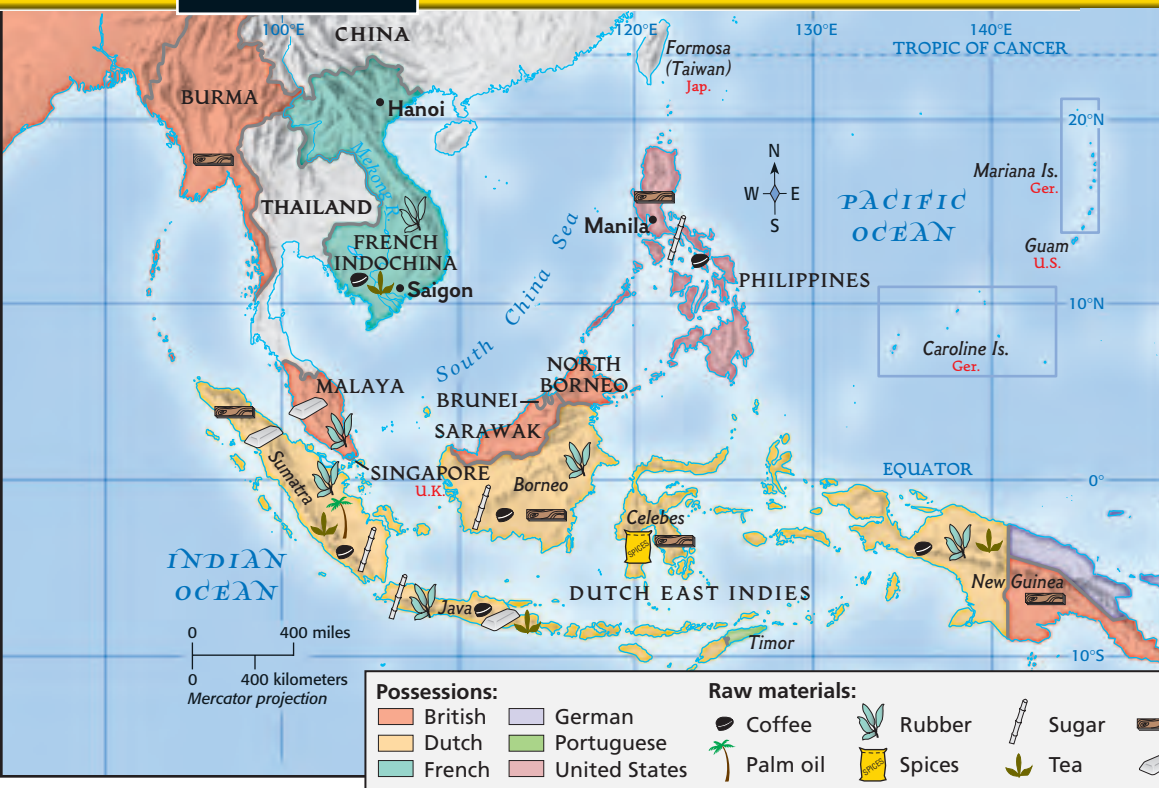 100°E
120°E
130°E
140°E
CHINA
Formosa
(Taiwan)
Jap.
TROPIC OF CANCER
BURMA
Hanoi
20°N
Mekong R.
Mariana Is.
Ger.
THAILAND
Manila
N
W
E
S
PACIFIC
OCEAN
Guam
U.S.
FRENCH
INDOCHINA
Saigon
South China Sea
PHILIPPINES
10°N
Caroline Is.
Ger.
NORTH
BORNEO
MALAYA
BRUNEI
SARAWAK
SINGAPORE
U.K.
EQUATOR
0°
Sumatra
Borneo
Celebes
SPICES
INDIAN
OCEAN
DUTCH EAST INDIES
New Guinea
Java
Timor
10°S
0
400 miles
0
400 kilometers
Mercator projection
Possessions:
British
German
Dutch
Portuguese
French
United States
Raw materials:
Coffee
Rubber
Sugar
Palm oil
SPICES
Spices
Tea